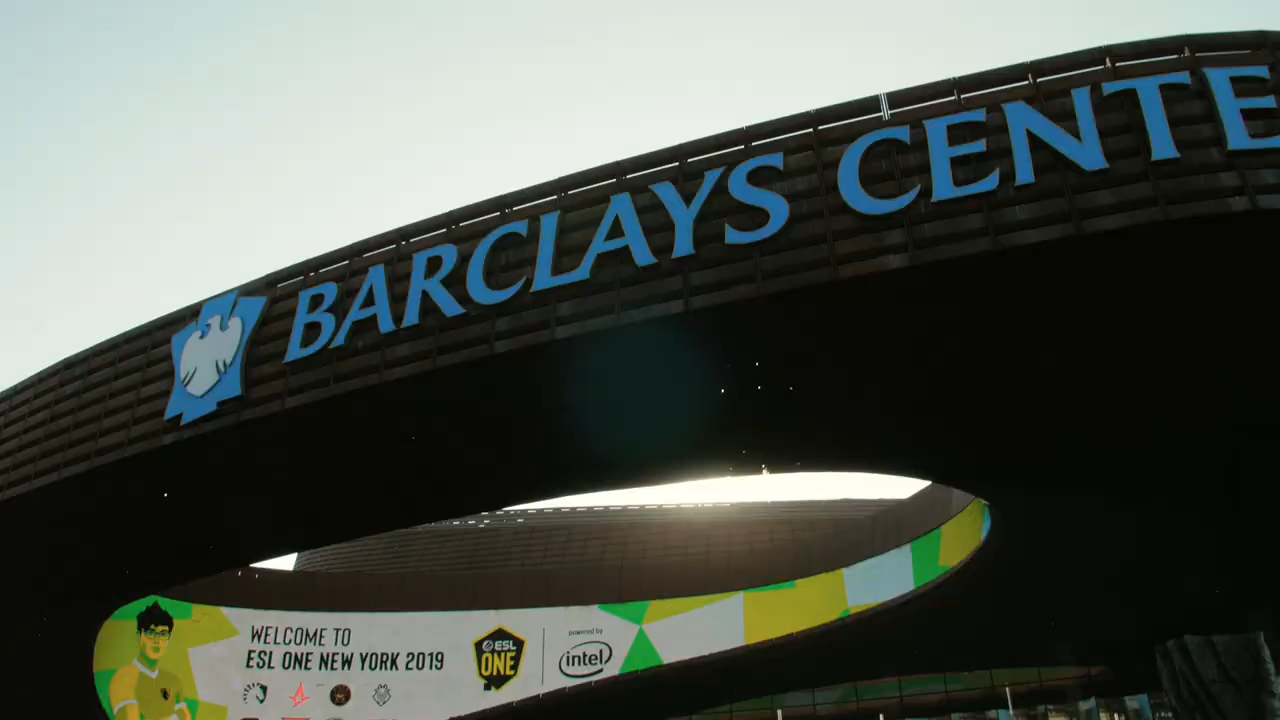 BARCLAYS CENTE
WELCOME TO
ESL ONE NEW YORK 2019
ESL
ONE
powered by
intel